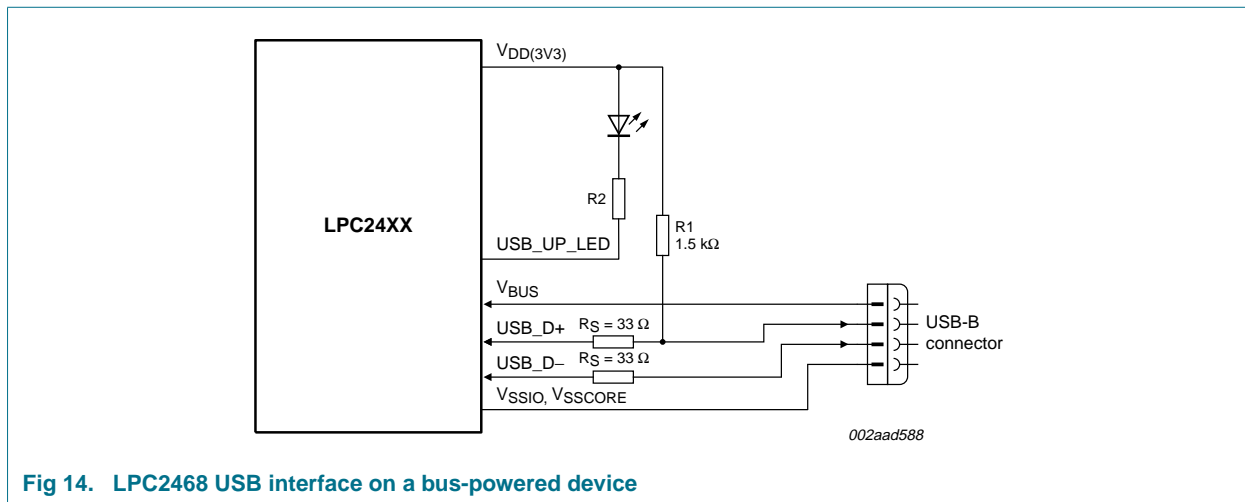 VDD(3V3)
R2
LPC24XX
R1
1.5 kΩ
USB_UP_LED
VBUS
USB_D+ RS = 33 Ω
USB-B
connector
USB_D− RS = 33 Ω
VSSIO, VSSCORE
002aad588
Fig 14. LPC2468 USB interface on a bus-powered device